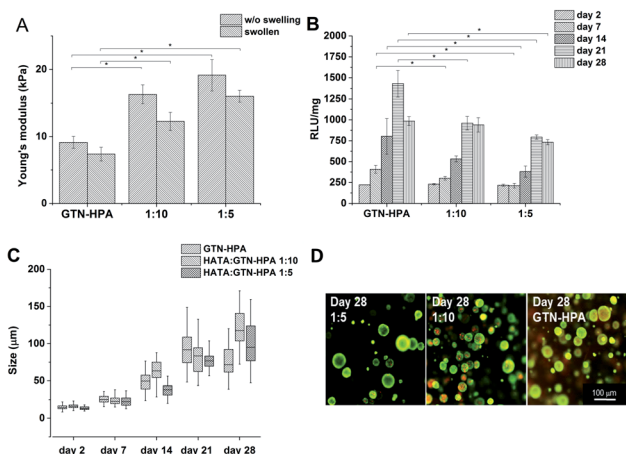 A
w/o swelling
swollen
Young's modulus (kPa)
30
20
10
0
*
*
*
*
GTN-HPA
1:10
1:5
B
day 2
day 7
day 14
day 21
day 28
RLU/mg
2000
1750
1500
1250
1000
750
500
250
*
*
*
*
*
*
GTN-HPA
1:10
1:5
C
GTN-HPA
HATA:GTN-HPA 1:10
HATA:GTN-HPA 1:5
Size (μm)
200
150
100
50
0
day 2
day 7
day 14
day 21
day 28
D
Day 28
1:5
Day 28
1:10
Day 28
GTN-HPA
100 μm